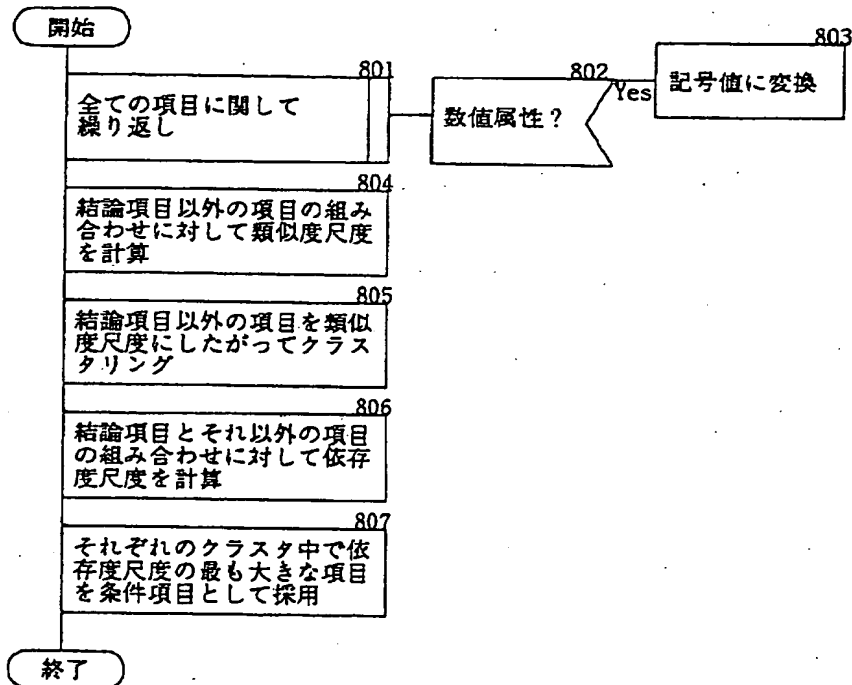 開始
801
全ての項目に関して
繰り返し
802
数値属性?
Yes
803
記号値に変換
804
結論項目以外の項目の組み
合わせに対して類似度尺度
を計算
805
結論項目以外の項目を類似
度尺度にしたがってクラス
タリング
806
結論項目とそれ以外の項目
の組み合わせに対して依存
度尺度を計算
807
それぞれのクラスタ中で依
存度尺度の最も大きな項目
を条件項目として採用
終了